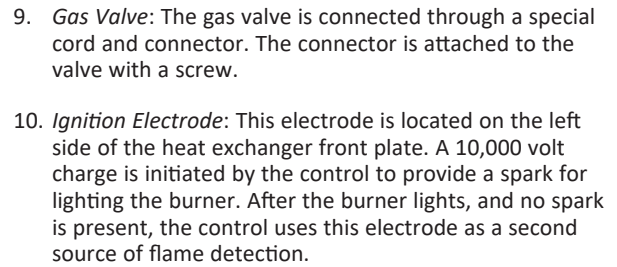 9. Gas Valve: The gas valve is connected through a special
cord and connector. The connector is attached to the
valve with a screw.
10. Ignition Electrode: This electrode is located on the left
side of the heat exchanger front plate. A 10,000 volt
charge is initiated by the control to provide a spark for
lighting the burner. After the burner lights, and no spark
is present, the control uses this electrode as a second
source of flame detection.